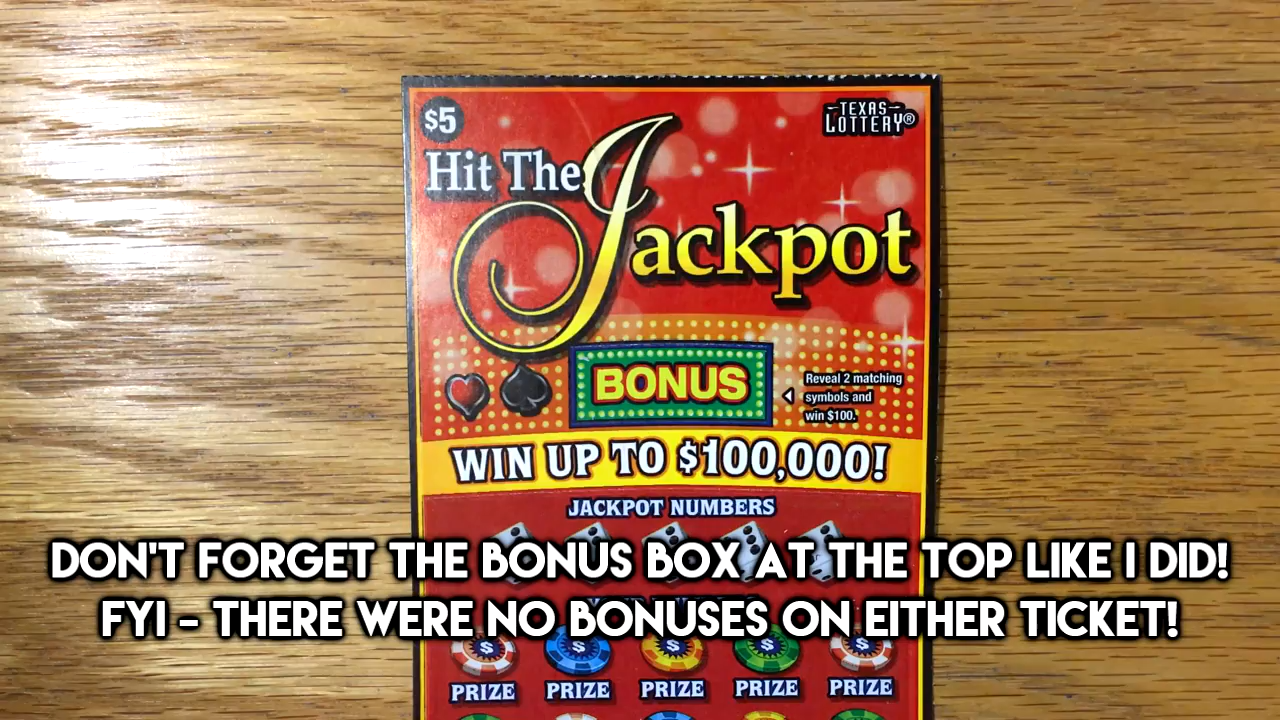 $5
TEXAS
LOTTERY®
Hit The
Jackpot
BONUS
Reveal 2 matching
symbols and
win $100.
WIN UP TO $100,000!
JACKPOT NUMBERS
DON'T FORGET THE BONUS BOX AT THE TOP LIKE I DID!
FYI - THERE WERE NO BONUSES ON EITHER TICKET!
$ $ $ $ $
PRIZE PRIZE PRIZE PRIZE PRIZE